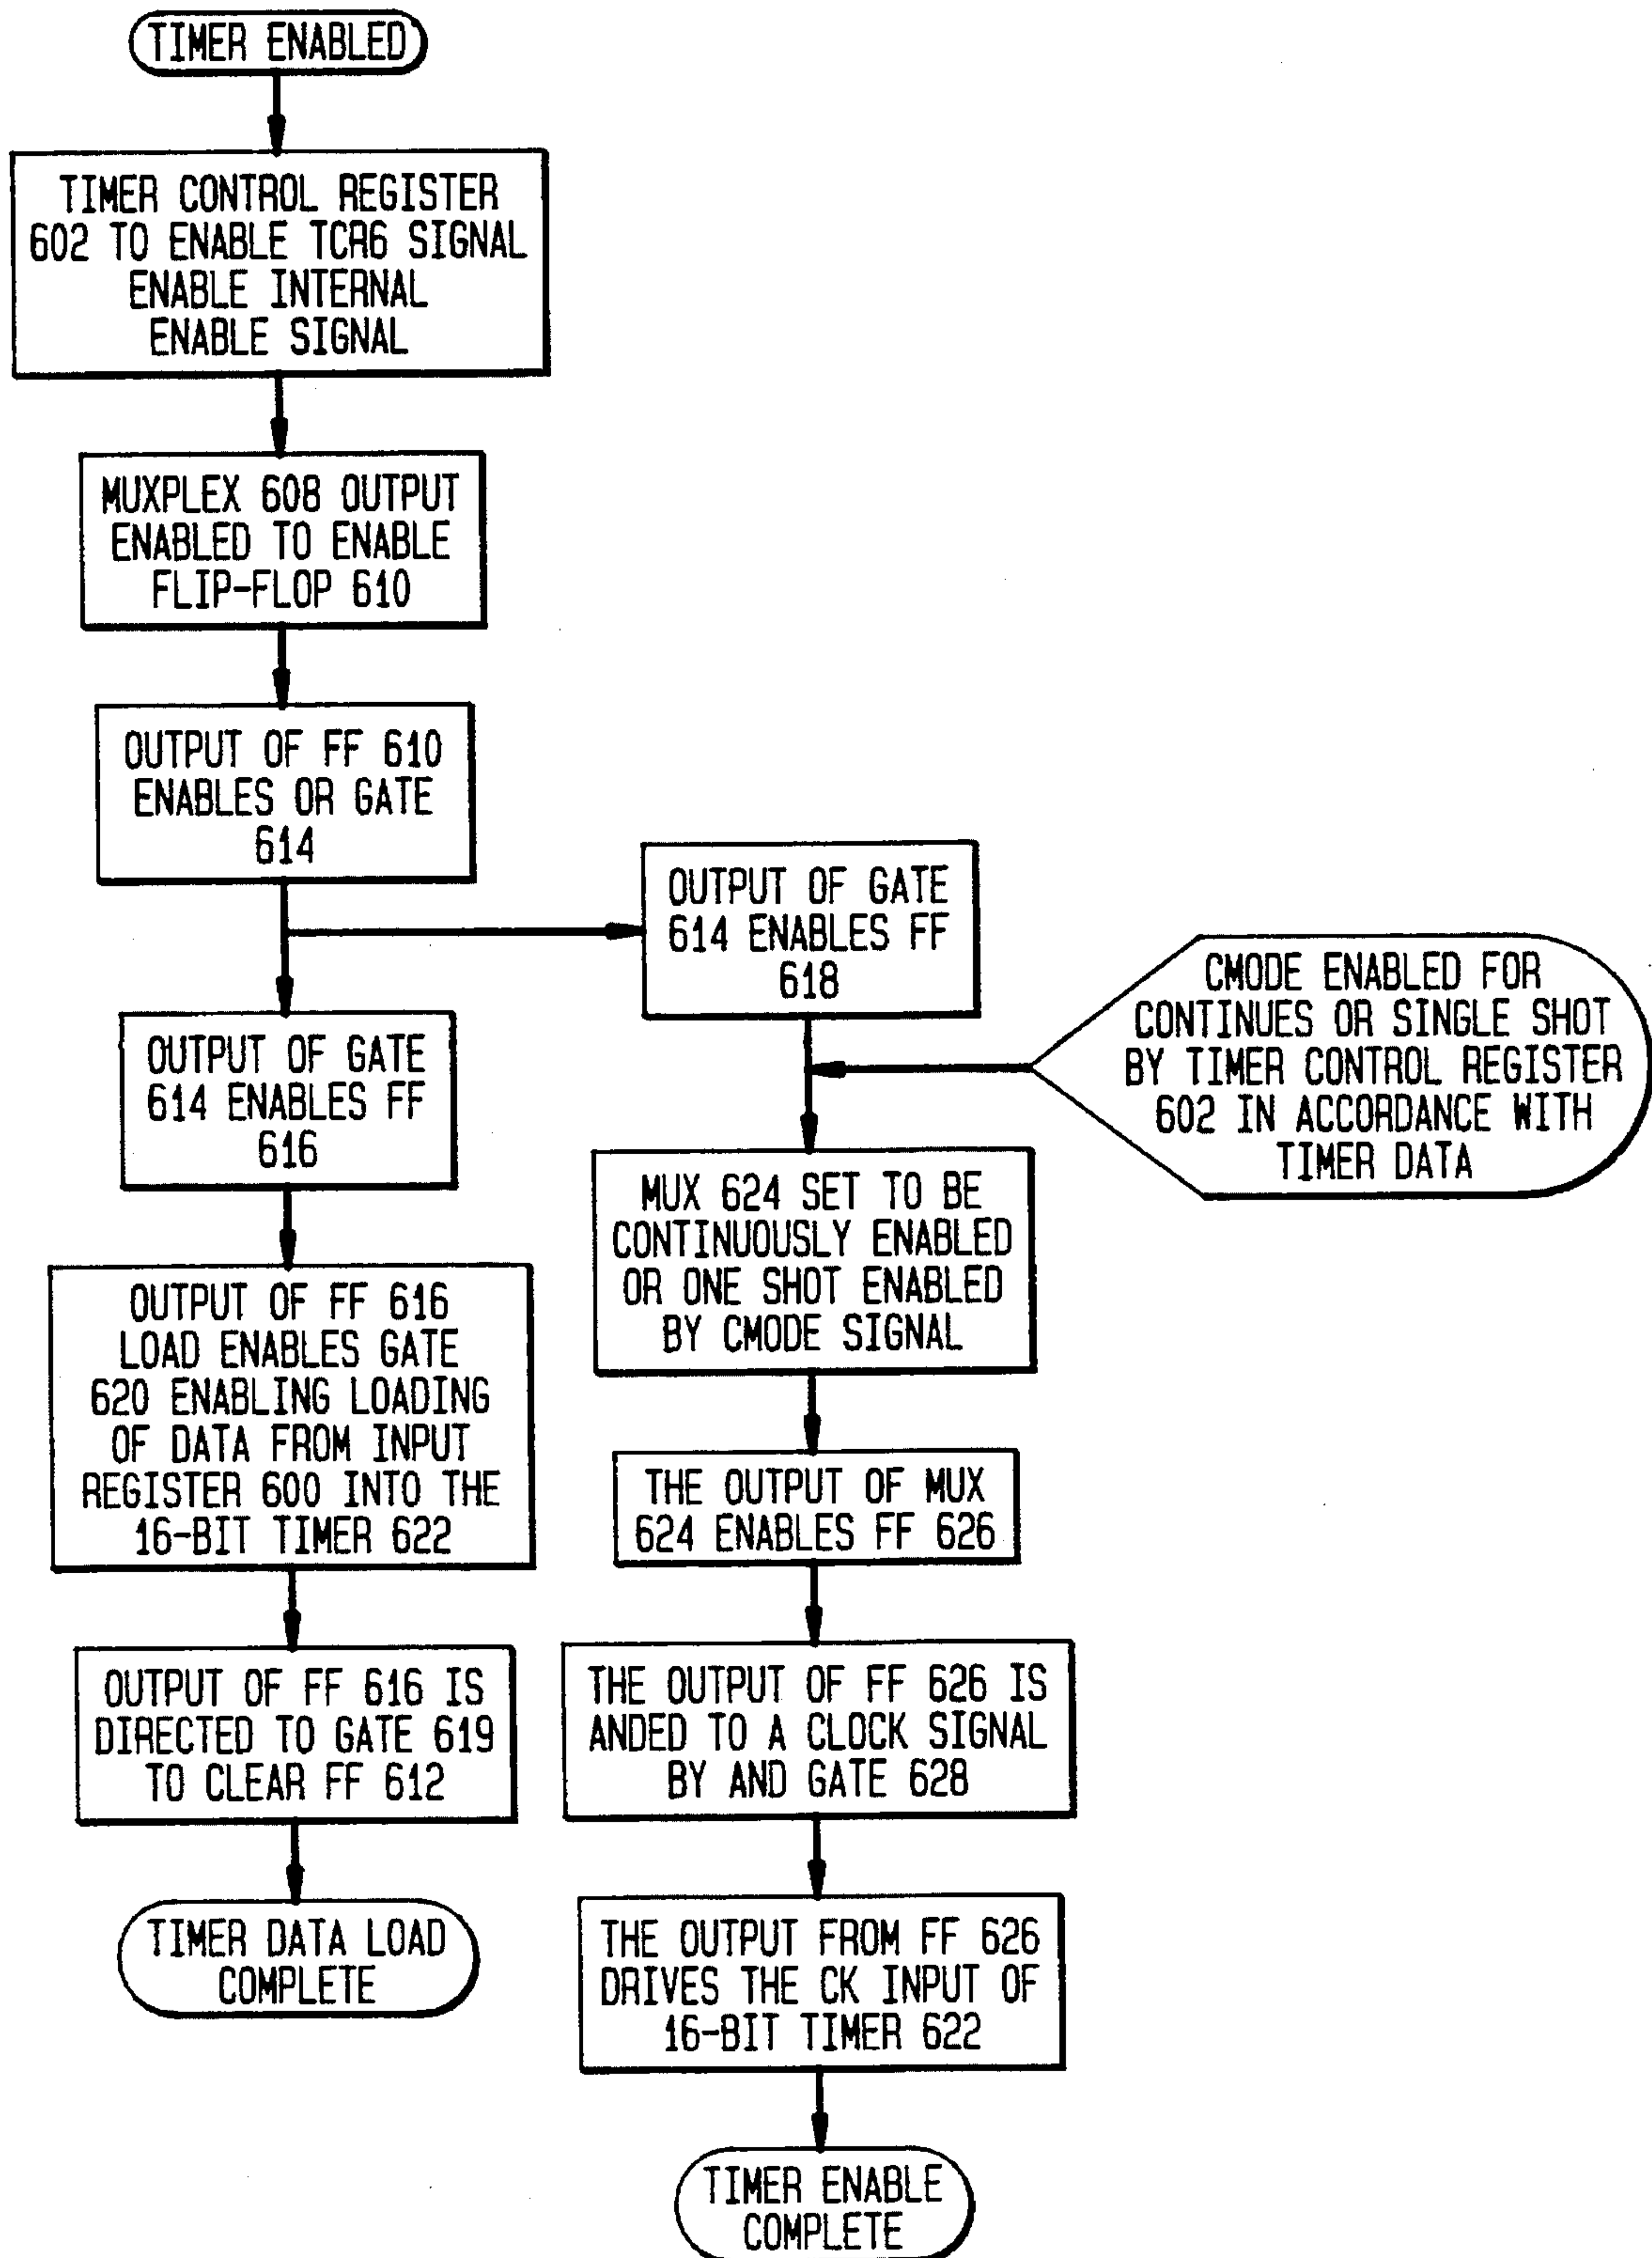 TIMER ENABLED
TIMER CONTROL REGISTER
602 TO ENABLE TCR6 SIGNAL
ENABLE INTERNAL
ENABLE SIGNAL
MUXPLEX 608 OUTPUT
ENABLED TO ENABLE
FLIP-FLOP 610
OUTPUT OF FF 610
ENABLES OR GATE
614
OUTPUT OF GATE
614 ENABLES FF
616
OUTPUT OF FF 616
LOAD ENABLES GATE
620 ENABLING LOADING
OF DATA FROM INPUT
REGISTER 600 INTO THE
16-BIT TIMER 622
OUTPUT OF FF 616 IS
DIRECTED TO GATE 619
TO CLEAR FF 612
TIMER DATA LOAD
COMPLETE
OUTPUT OF GATE
614 ENABLES FF
618
CMODE ENABLED FOR
CONTINUES OR SINGLE SHOT
BY TIMER CONTROL REGISTER
602 IN ACCORDANCE WITH
TIMER DATA
MUX 624 SET TO BE
CONTINUOUSLY ENABLED
OR ONE SHOT ENABLED
BY CMODE SIGNAL
THE OUTPUT OF MUX
624 ENABLES FF 626
THE OUTPUT OF FF 626 IS
ANDED TO A CLOCK SIGNAL
BY AND GATE 628
THE OUTPUT FROM FF 626
DRIVES THE CK INPUT OF
16-BIT TIMER 622
TIMER ENABLE
COMPLETE